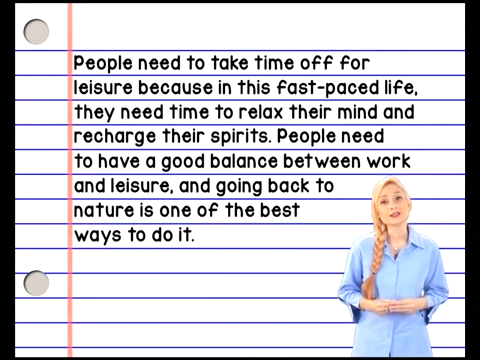 People need to take time off for
leisure because in this fast-paced life,
they need time to relax their mind and
recharge their spirits. People need
to have a good balance between work
and leisure, and going back to
nature is one of the best
ways to do it.